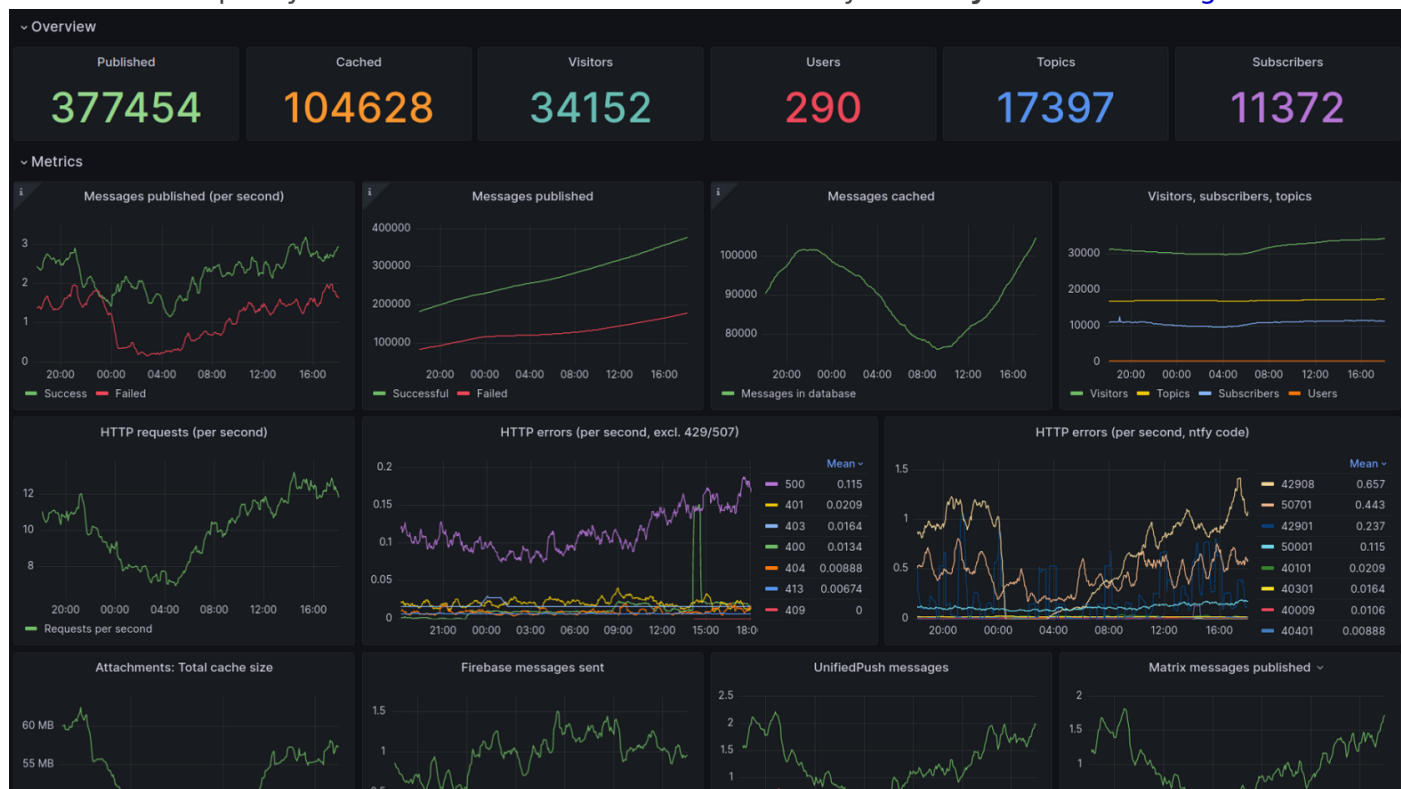 Overview
Published Cached Visitors Users Topics Subscribers
377454 104628 34152 290 17397 11372
Metrics
Messages published (per second)
3
2
1
0
20:00 00:00 04:00 08:00 12:00 16:00
Success Failed
Messages published
400000
300000
200000
100000
20:00 00:00 04:00 08:00 12:00 16:00
Successful Failed
Messages cached
100000
90000
80000
20:00 00:00 04:00 08:00 12:00 16:00
Messages in database
Visitors, subscribers, topics
30000
20000
10000
0
20:00 00:00 04:00 08:00 12:00 16:00
Visitors Topics Subscribers Users
HTTP requests (per second)
12
10
8
20:00 00:00 04:00 08:00 12:00 16:00
Requests per second
HTTP errors (per second, excl. 429/507)
0.2
0.15
0.1
0.05
0
21:00 00:00 03:00 06:00 09:00 12:00 15:00 18:0
Mean
500 0.115
401 0.0209
403 0.0164
400 0.0134
404 0.00888
413 0.00674
409 0
HTTP errors (per second, ntfy code)
1.5
1
0.5
0
20:00 00:00 04:00 08:00 12:00 16:00
Mean
42908 0.657
50701 0.443
42901 0.237
50001 0.115
40101 0.0209
40301 0.0164
40009 0.0106
40401 0.00888
Attachments: Total cache size
60 MB
55 MB
Firebase messages sent
1.5
1
UnifiedPush messages
2.5
2
1.5
1
Matrix messages published
2
1.5
1